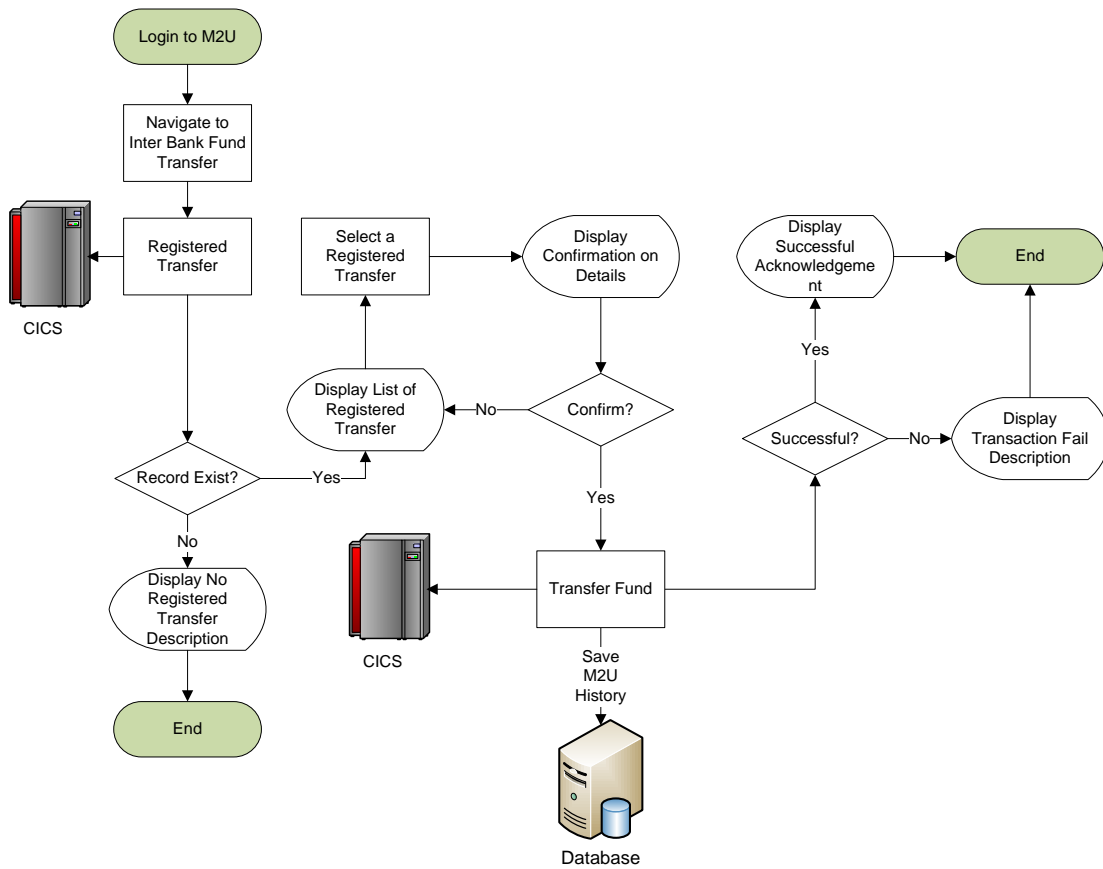 Login to M2U
Navigate to
Inter Bank Fund
Transfer
Registered
Transfer
CICS
Record Exist?
Yes
No
Display No
Registered
Transfer
Description
End
Display List of
Registered
Transfer
Select a
Registered
Transfer
Display
Confirmation on
Details
Confirm?
No
Yes
Transfer Fund
CICS
Save
M2U
History
Database
Successful?
Yes
No
Display
Successful
Acknowledgeme
nt
Display
Transaction Fail
Description
End